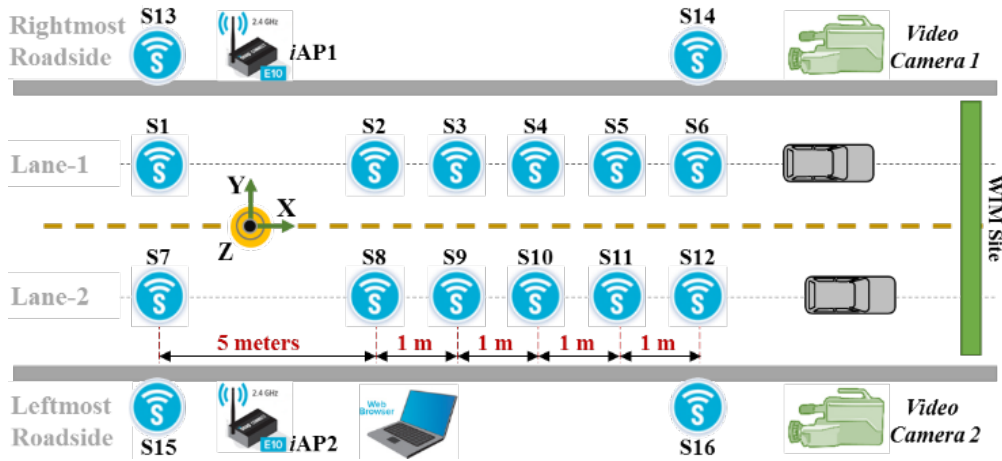 Rightmost
Roadside
S13
2.4 GHz
E10
iAP1
S
S14
S
Video
Camera 1
Lane-1
S1
S
S2
S
S3
S
S4
S
S5
S
S6
S
WIM Site
Y
X
Z
Lane-2
S7
S
S8
S
S9
S
S10
S
S11
S
S12
S
5 meters
1 m
1 m
1 m
1 m
Leftmost
Roadside
S
S15
2.4 GHz
E10
iAP2
Web
Browser
S
S16
Video
Camera 2